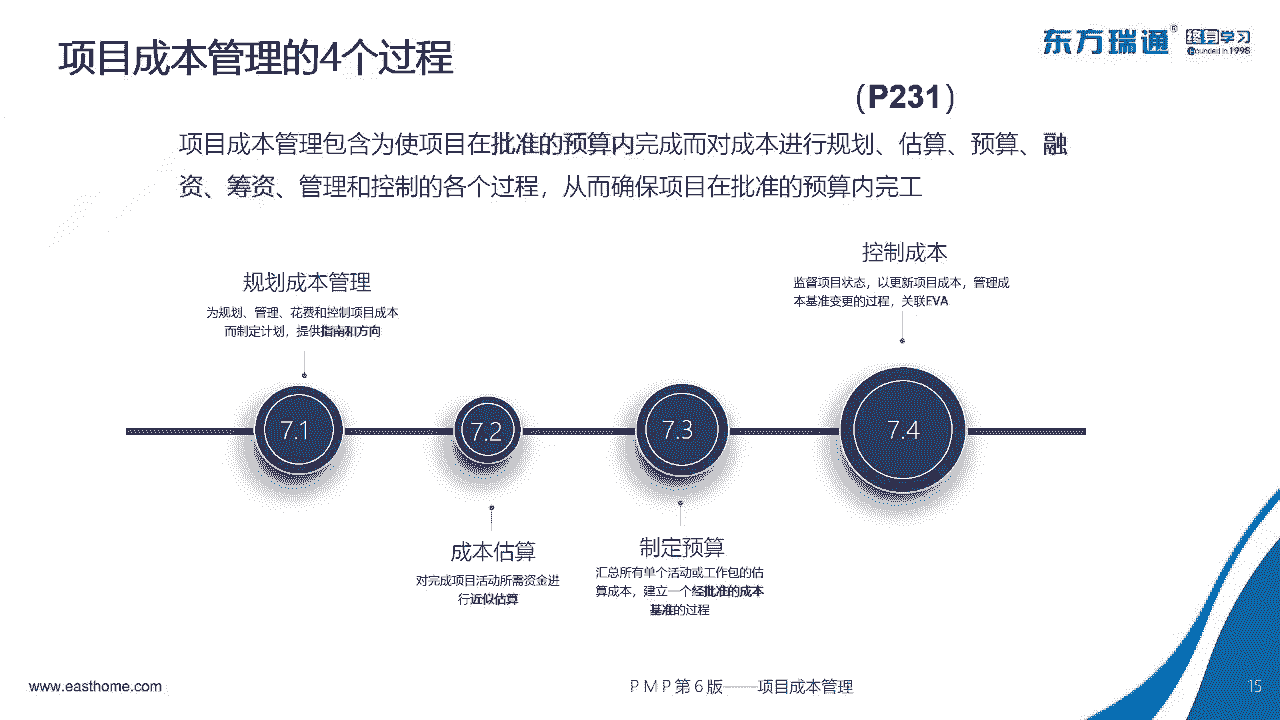 项目成本管理的4个过程
东方瑞通®
终身学习
Founded in 1998
（P231）
项目成本管理包含为使项目在批准的预算内完成而对成本进行规划、估算、预算、融
资、筹资、管理和控制的各个过程，从而确保项目在批准的预算内完工
控制成本
监督项目状态，以更新项目成本，管理成
本基准变更的过程，关联EVA
规划成本管理
为规划、管理、花费和控制项目成本
而制定计划，提供指南和方向
7.1
7.2
7.3
7.4
成本估算
对完成项目活动所需资金进
行近似估算
制定预算
汇总所有单个活动或工作包的估
算成本，建立一个经批准的成本
基准的过程
www.easthome.com
PMP第6版——项目成本管理
15